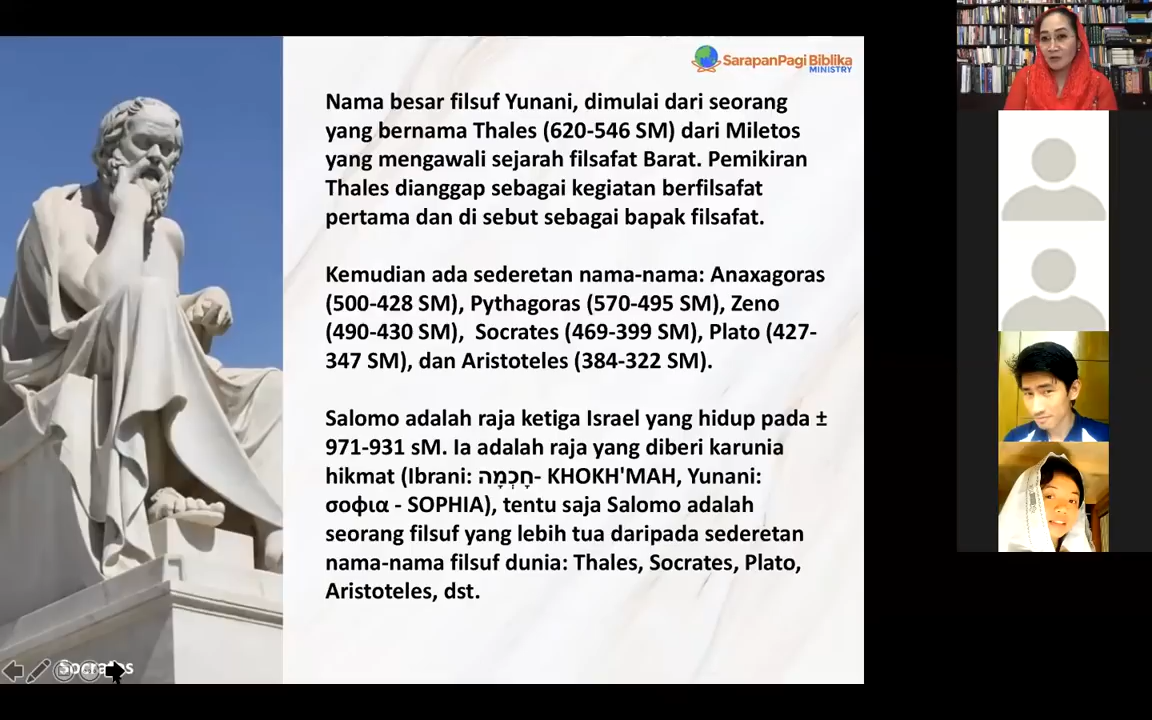 SarapanPagi Biblika
MINISTRY
Nama besar filsuf Yunani, dimulai dari seorang
yang bernama Thales (620-546 SM) dari Miletos
yang mengawali sejarah filsafat Barat. Pemikiran
Thales dianggap sebagai kegiatan berfilsafat
pertama dan di sebut sebagai bapak filsafat.
Kemudian ada sederetan nama-nama: Anaxagoras
(500-428 SM), Pythagoras (570-495 SM), Zeno
(490-430 SM), Socrates (469-399 SM), Plato (427-
347 SM), dan Aristoteles (384-322 SM).
Salomo adalah raja ketiga Israel yang hidup pada ±
971-931 sM. Ia adalah raja yang diberi karunia
hikmat (Ibrani: חָכְמָה- KHOKH'MAH, Yunani:
σοφια - SOPHIA), tentu saja Salomo adalah
seorang filsuf yang lebih tua daripada sederetan
nama-nama filsuf dunia: Thales, Socrates, Plato,
Aristoteles, dst.
Socrates